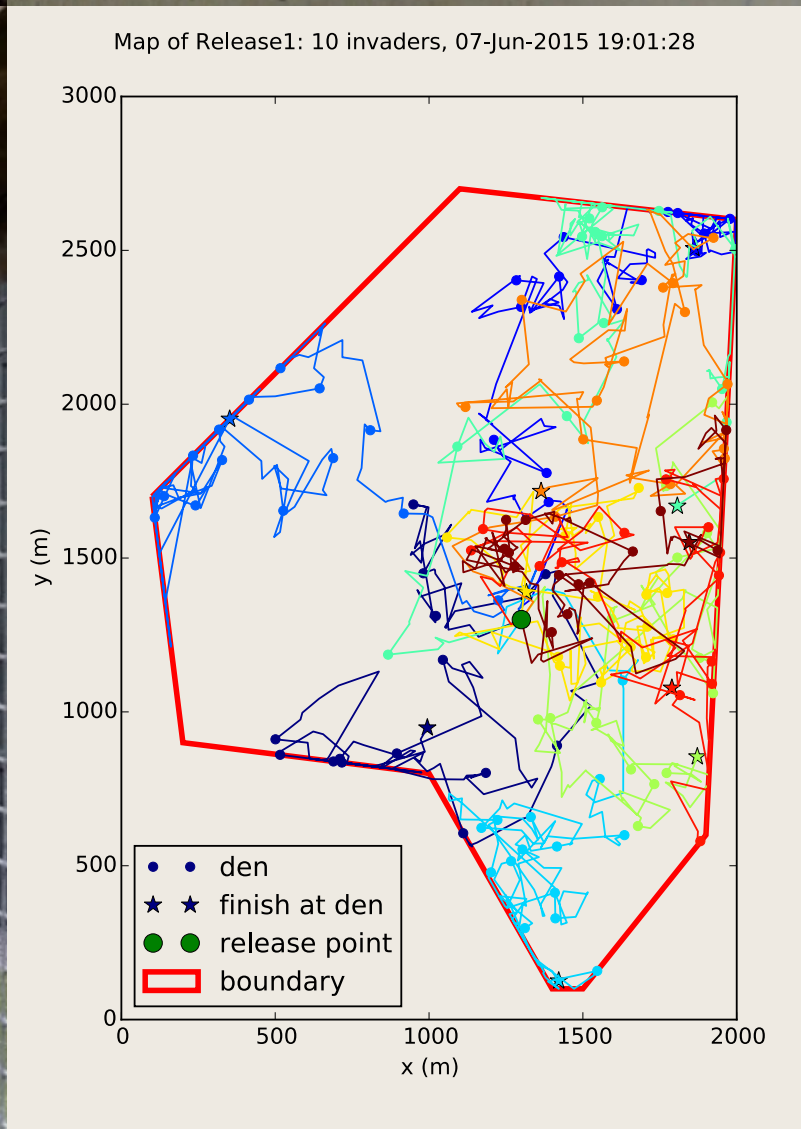 Map of Release1: 10 invaders, 07-Jun-2015 19:01:28
3000
2500
2000
1500
1000
500
0
y (m)
den
finish at den
release point
boundary
0 500 1000 1500 2000
x (m)